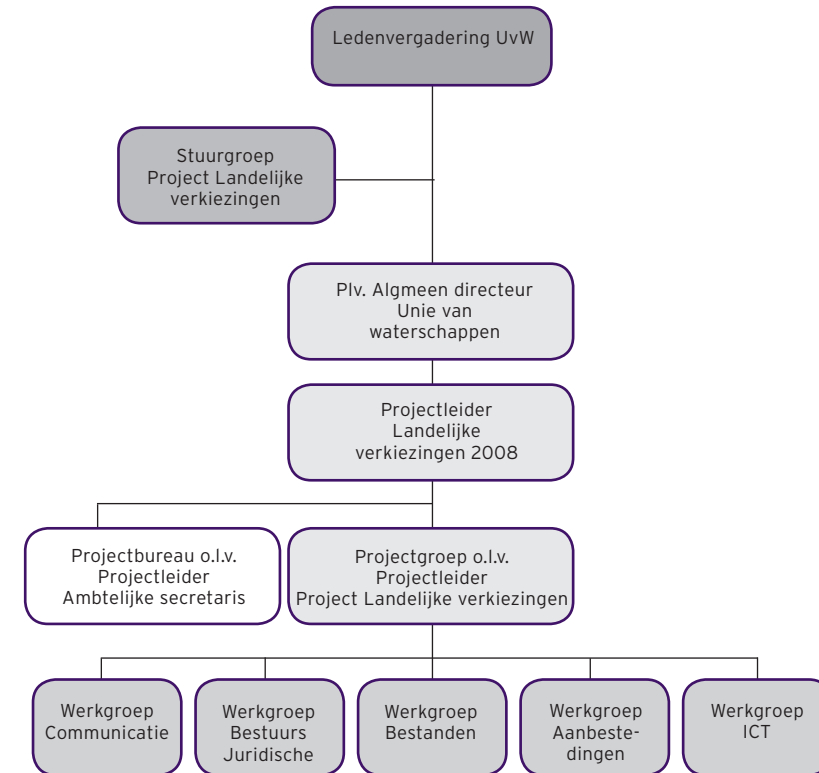 Ledenvergadering UvW
Stuurgroep
Project Landelijke
verkiezingen
Plv. Algmeen directeur
Unie van
waterschappen
Projectleider
Landelijke
verkiezingen 2008
Projectbureau o.l.v.
Projectleider
Ambtelijke secretaris
Projectgroep o.l.v.
Projectleider
Project Landelijke verkiezingen
Werkgroep
Communicatie
Werkgroep
Bestuurs
Juridische
Werkgroep
Bestanden
Werkgroep
Aanbeste-
dingen
Werkgroep
ICT